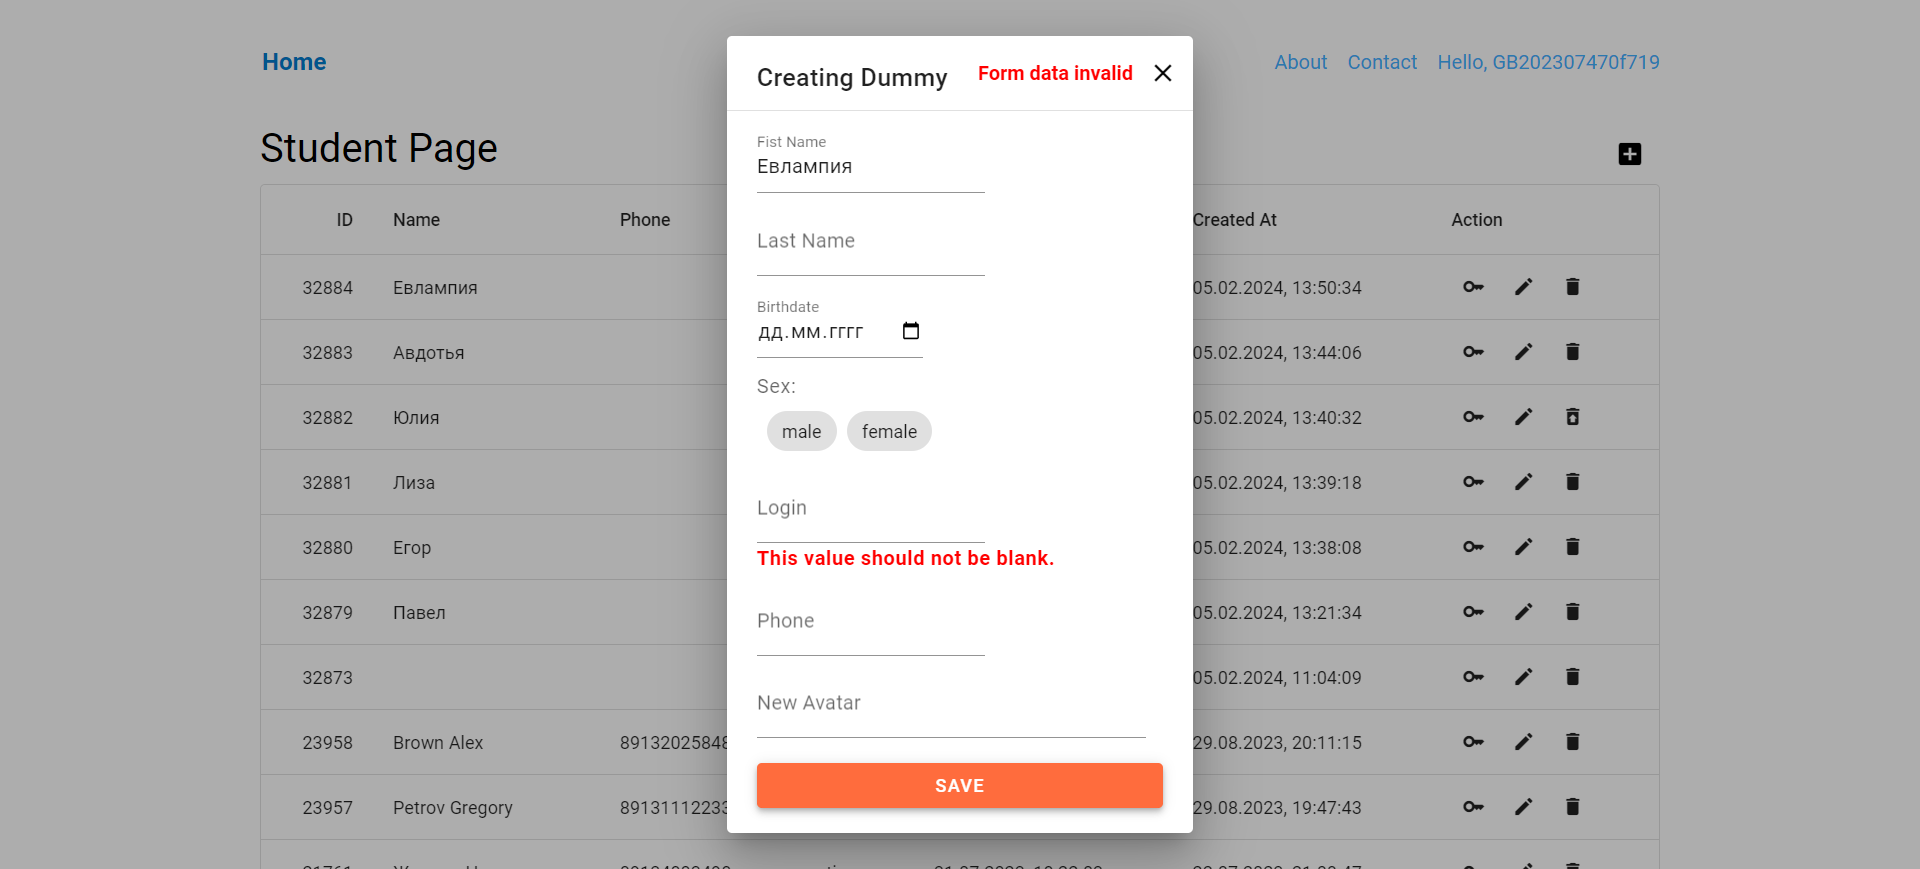 Home
About Contact Hello, GB202307470f719
Creating Dummy
Form data invalid
Student Page
Fist Name
Евлампия
Last Name
Birthdate
дд.мм.гггг
Sex:
male female
Login
This value should not be blank.
Phone
New Avatar
SAVE
ID Name Phone Created At Action
32884 Евлампия 05.02.2024, 13:50:34
32883 Авдотья 05.02.2024, 13:44:06
32882 Юлия 05.02.2024, 13:40:32
32881 Лиза 05.02.2024, 13:39:18
32880 Егор 05.02.2024, 13:38:08
32879 Павел 05.02.2024, 13:21:34
32873 05.02.2024, 11:04:09
23958 Brown Alex 89132025848 29.08.2023, 20:11:15
23957 Petrov Gregory 89131112233 29.08.2023, 19:47:43